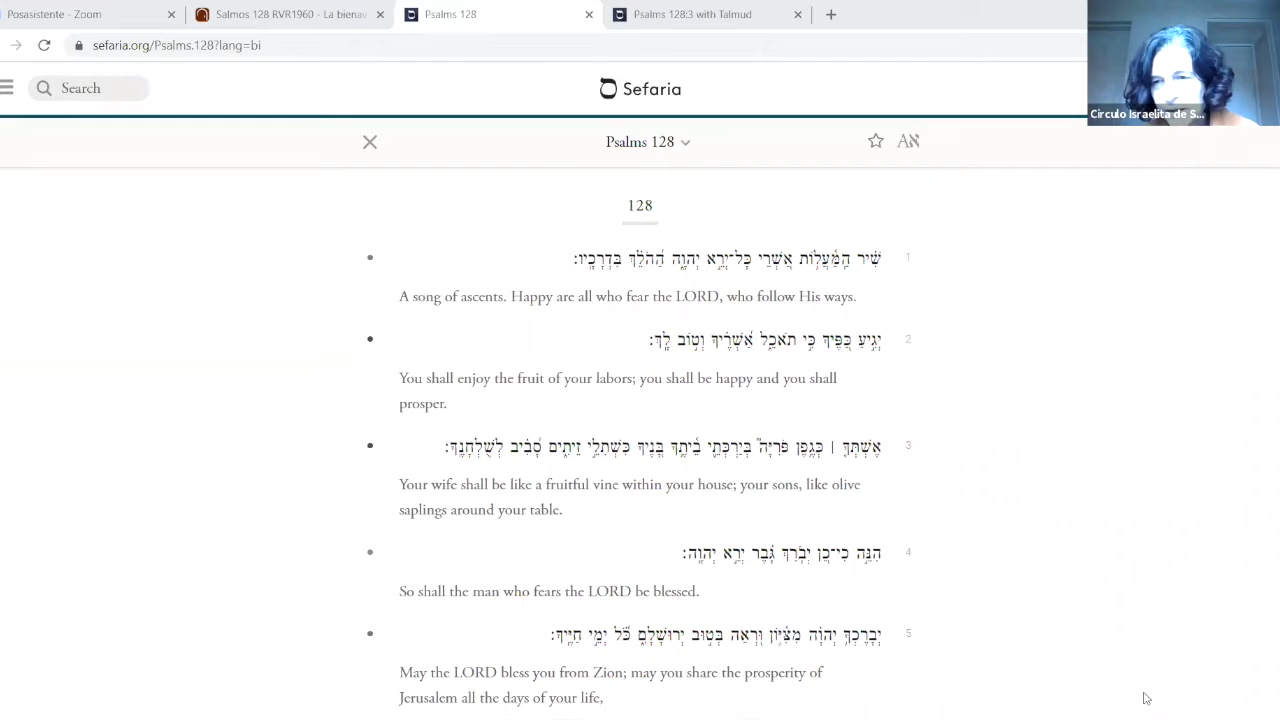 Posasistente - Zoom
Salmos 128 RVR1960 - La bienav
Psalms 128
Psalms 128:3 with Talmud
sefaria.org/Psalms.128?lang=bi
Search
Sefaria
Círculo Israelita de S...
Psalms 128
128
שִׁ֗יר הַֽמַּ֫עֲל֥וֹת אַ֭שְׁרֵי כׇּל־יְרֵ֣א יְהֹוָ֑ה הַ֝הֹלֵ֗ךְ בִּדְרָכָֽיו׃
1
A song of ascents. Happy are all who fear the LORD, who follow His ways.
יְגִ֣יעַ כַּ֭פֶּיךָ כִּ֣י תֹאכֵ֑ל אַ֝שְׁרֶ֗יךָ וְט֣וֹב לָֽךְ׃
2
You shall enjoy the fruit of your labors; you shall be happy and you shall
prosper.
אֶשְׁתְּךָ֤ ׀ כְּגֶ֥פֶן פֹּרִיָּה֮ בְּיַרְכְּתֵ֢י בֵ֫יתֶ֥ךָ בָּ֭נֶיךָ כִּשְׁתִלֵ֣י זֵיתִ֑ים סָ֝בִ֗יב לְשֻׁלְחָנֶֽךָ׃
3
Your wife shall be like a fruitful vine within your house; your sons, like olive
saplings around your table.
הִנֵּ֣ה כִי־כֵ֭ן יְבֹ֥רַךְ גָּ֗בֶר יְרֵ֣א יְהֹוָֽה׃
4
So shall the man who fears the LORD be blessed.
יְבָרֶכְךָ֥ יְהֹוָ֗ה מִצִּ֫יּ֥וֹן וּ֭רְאֵה בְּט֣וּב יְרוּשָׁלָ֑͏ִם כֹּ֝֗ל יְמֵ֣י חַיֶּֽיךָ׃
5
May the LORD bless you from Zion; may you share the prosperity of
Jerusalem all the days of your life,